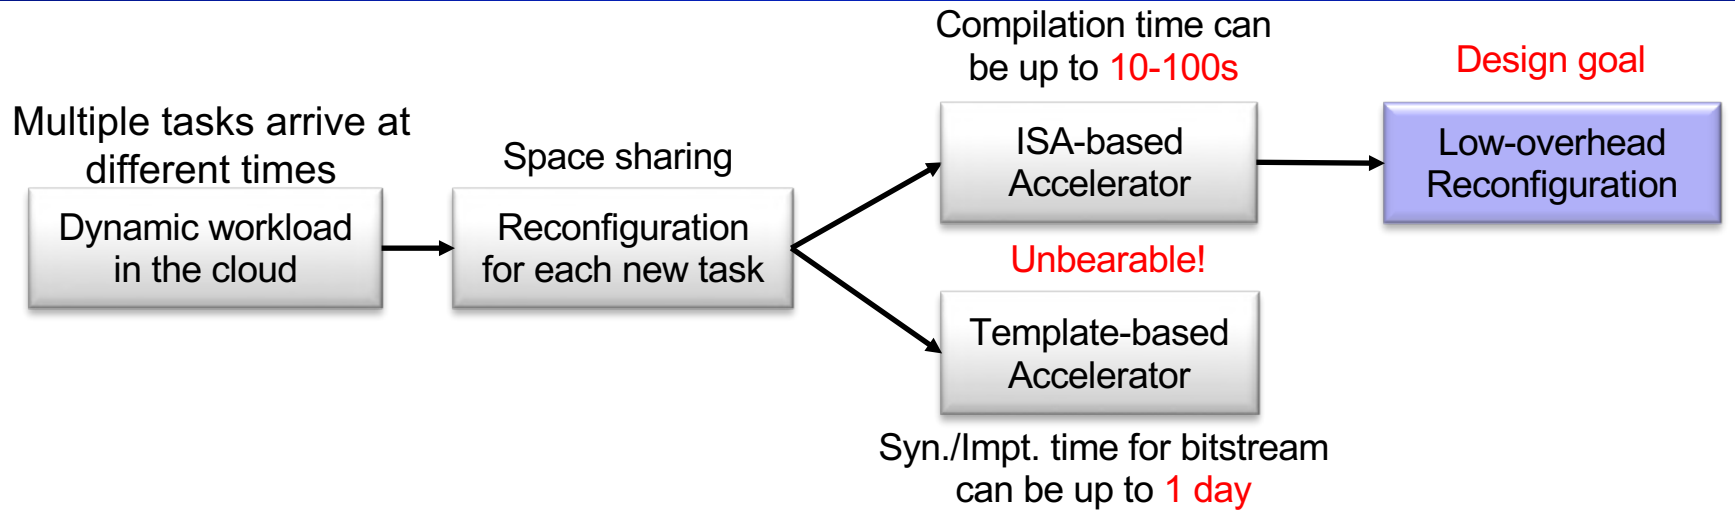 Multiple tasks arrive at
different times
Dynamic workload
in the cloud
Space sharing
Reconfiguration
for each new task
Compilation time can
be up to 10-100s
ISA-based
Accelerator
Unbearable!
Template-based
Accelerator
Syn./Impt. time for bitstream
can be up to 1 day
Design goal
Low-overhead
Reconfiguration